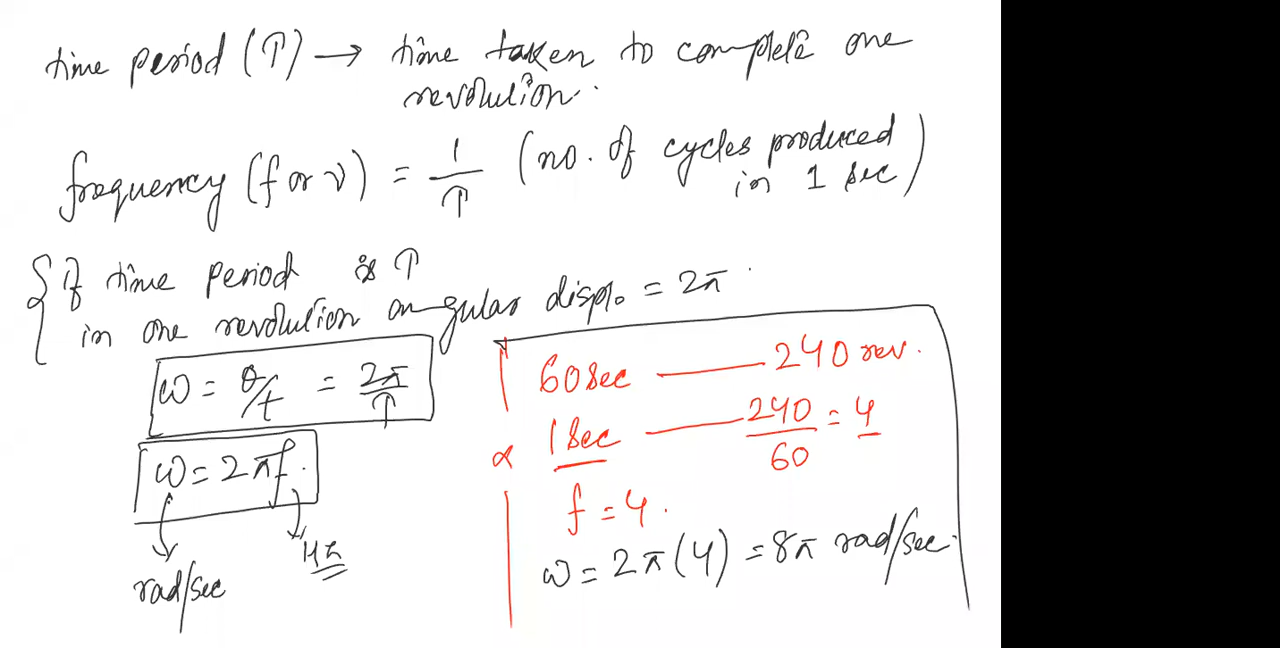 time period (T) → time taken to complete one
revolution.
frequency (f or ν) = 1/T (no. of cycles produced
in 1 sec)
If time period is T
in one revolution angular displ. = 2π.
ω = θ/t = 2π/T
ω = 2πf.
rad/sec
Hz
60 sec —— 240 rev.
1 sec —— 240/60 = 4
f = 4.
ω = 2π(4) = 8π rad/sec.